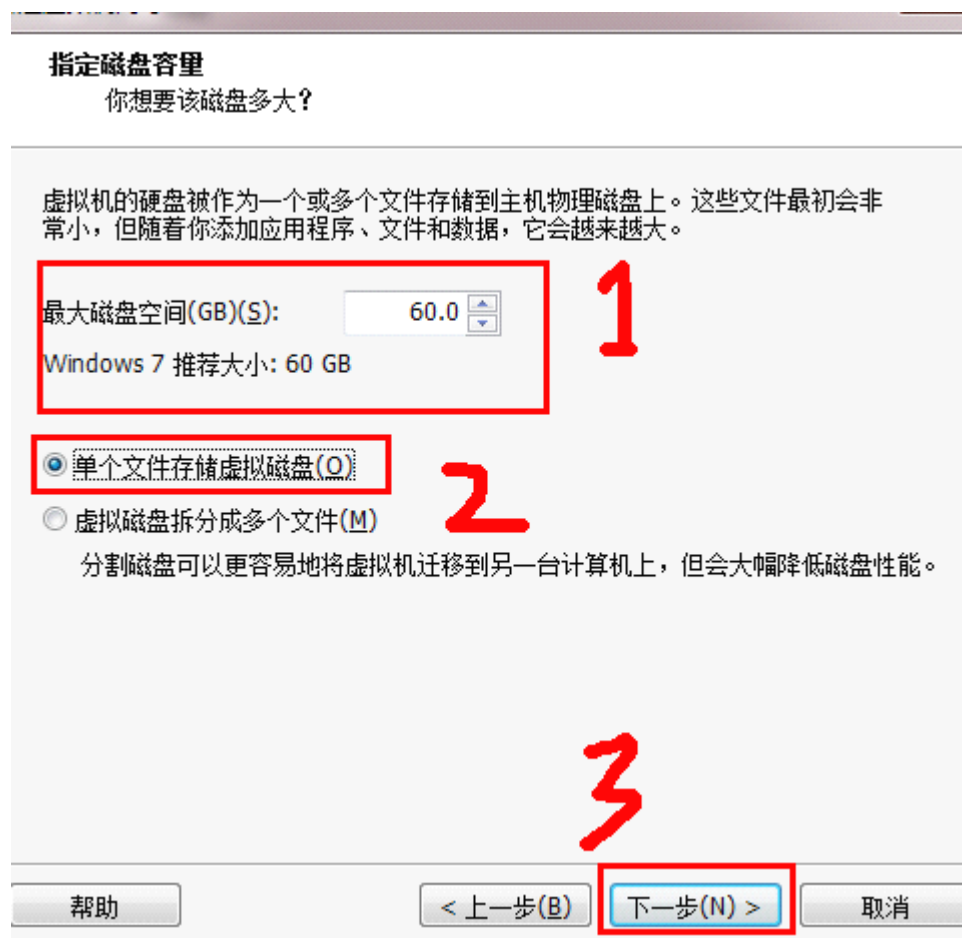 指定磁盘容里
你想要该磁盘多大?
虚拟机的硬盘被作为一个或多个文件存储到主机物理磁盘上。这些文件最初会非
常小，但随着你添加应用程序、文件和数据，它会越来越大。
1
最大磁盘空间(GB)(S): 60.0
Windows 7 推荐大小: 60 GB
单个文件存储虚拟磁盘(O)
2
虚拟磁盘拆分成多个文件(M)
分割磁盘可以更容易地将虚拟机迁移到另一台计算机上，但会大幅降低磁盘性能。
3
帮助 < 上一步(B) 下一步(N) > 取消